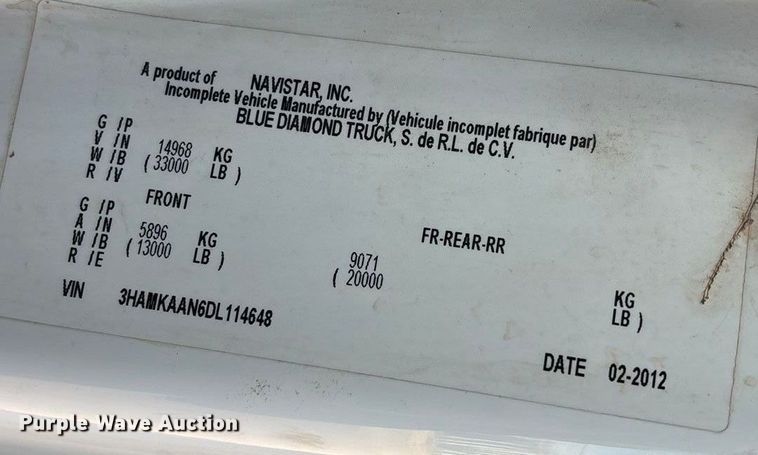 A product of NAVISTAR, INC.
Incomplete Vehicle Manufactured by (Vehicule incomplet fabrique par)
BLUE DIAMOND TRUCK, S. de R.L. de C.V.
G /P
V /N 14968 KG
W /B ( 33000 LB )
R /V
FRONT FR-REAR-RR
G /P
A /N 5896 KG 9071 KG
W /B ( 13000 LB ) ( 20000 LB )
R /E
VIN 3HAMKAAN6DL114648
DATE 02-2012
Purple Wave Auction